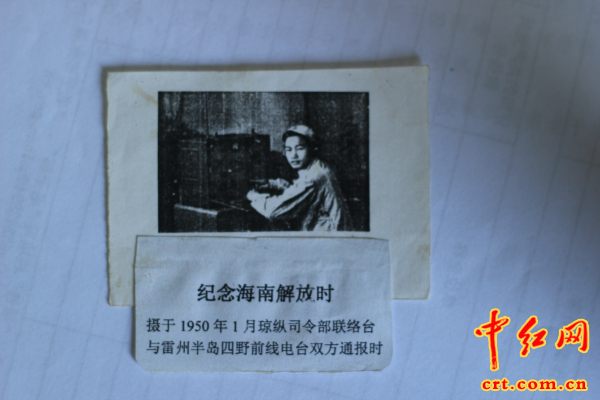 纪念海南解放时
摄于1950年1月琼纵司令部联络台
与雷州半岛四野前线电台双方通报时
中红网
crt.com.cn